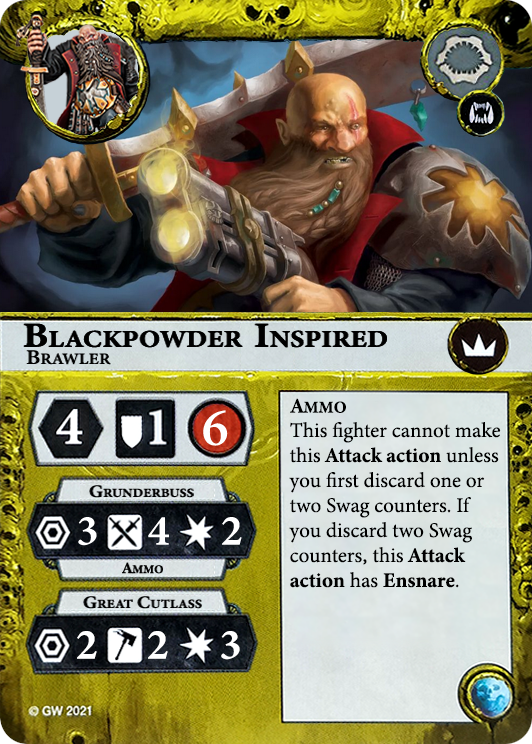 Blackpowder Inspired
Brawler
4 1 6
Grunderbuss
3 4 2
Ammo
Great Cutlass
2 2 3
Ammo
This fighter cannot make
this Attack action unless
you first discard one or
two Swag counters. If
you discard two Swag
counters, this Attack
action has Ensnare.
© GW 2021